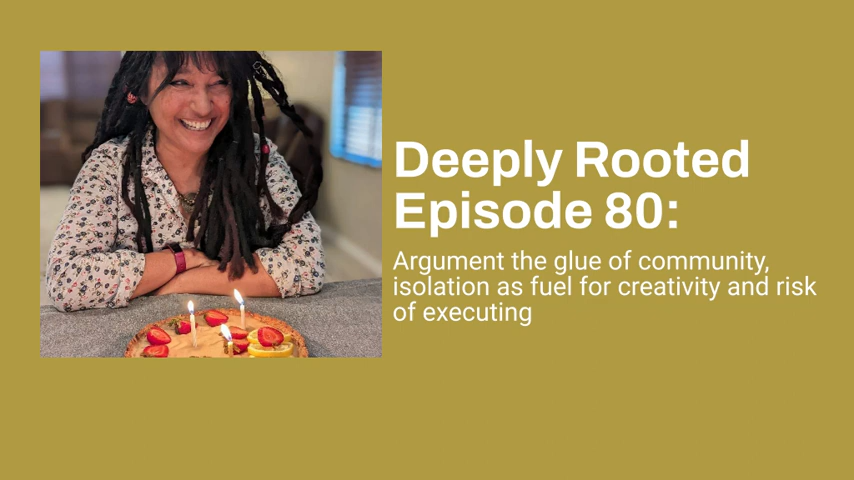 Deeply Rooted
Episode 80:
Argument the glue of community,
isolation as fuel for creativity and risk
of executing